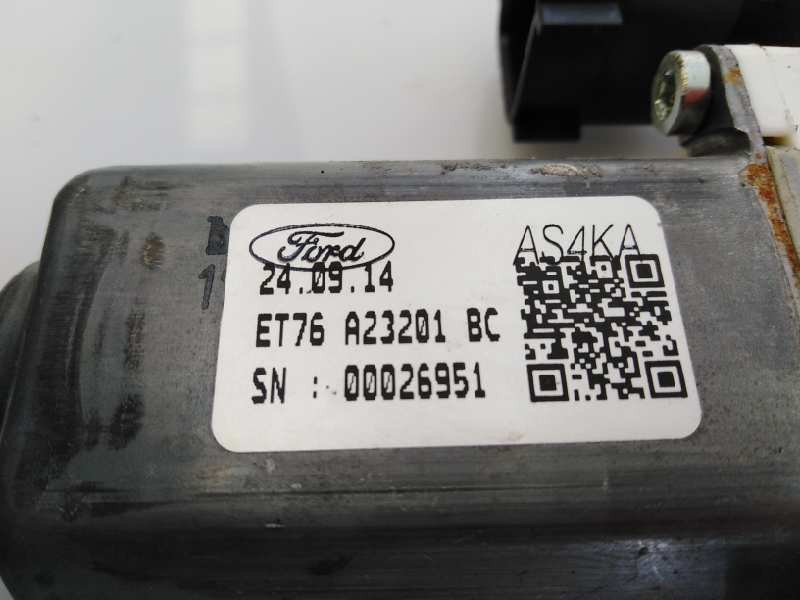 Ford
AS4KA
24.09.14
ET76 A23201 BC
SN : 00026951